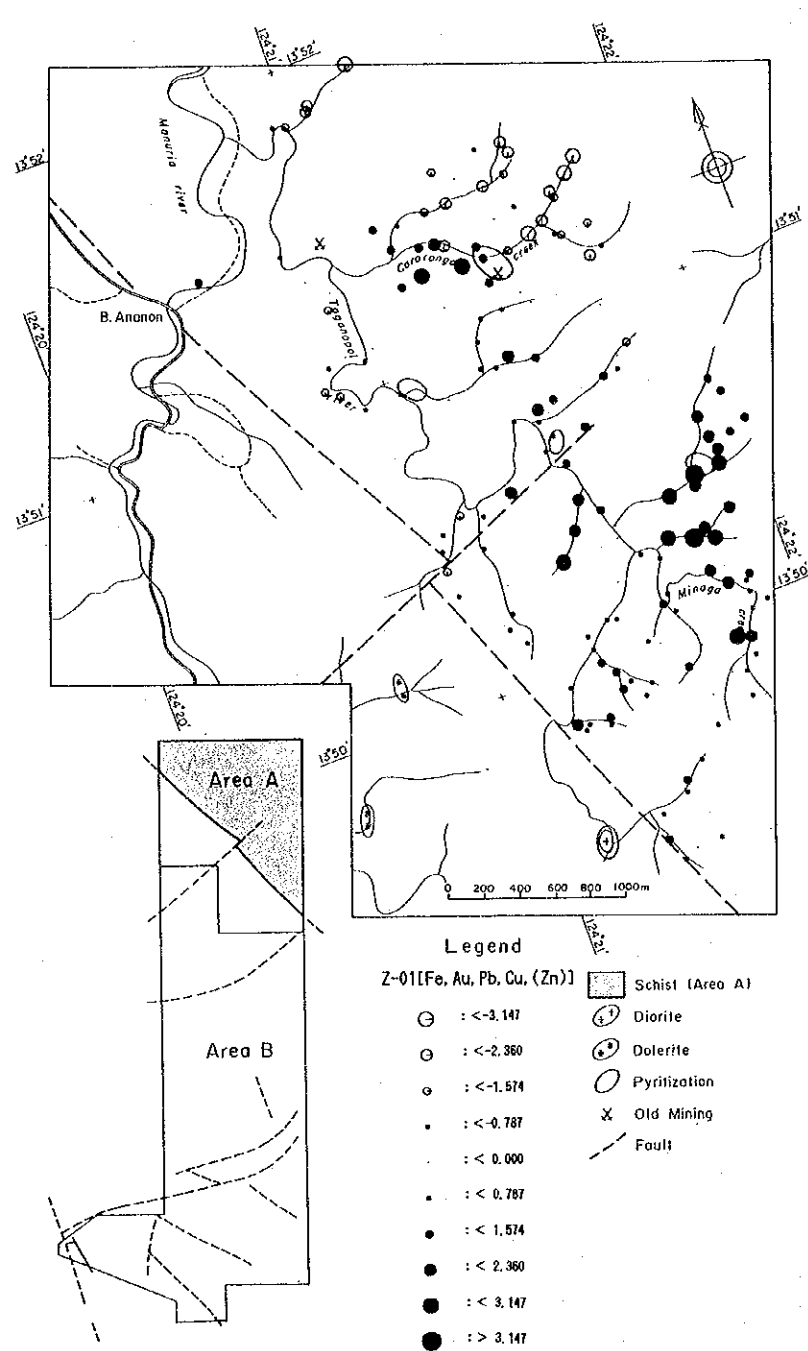 124°21'
13°52'
124°22'
13°52'
Manuria river
13°51'
Cororonga creek
B. Ananon
124°20'
River
13°51'
124°22'
13°50'
Minaga
124°20'
13°50'
Area A
0 200 400 600 800 1000m
124°21'
Legend
Z-01[Fe, Au, Pb, Cu, (Zn)]
: <-3.147
: <-2.360
: <-1.574
: <-0.787
: < 0.000
: < 0.787
: < 1.574
: < 2.360
: < 3.147
: > 3.147
Schist (Area A)
Diorite
Dolerite
Pyritization
Old Mining
Fault
Area B